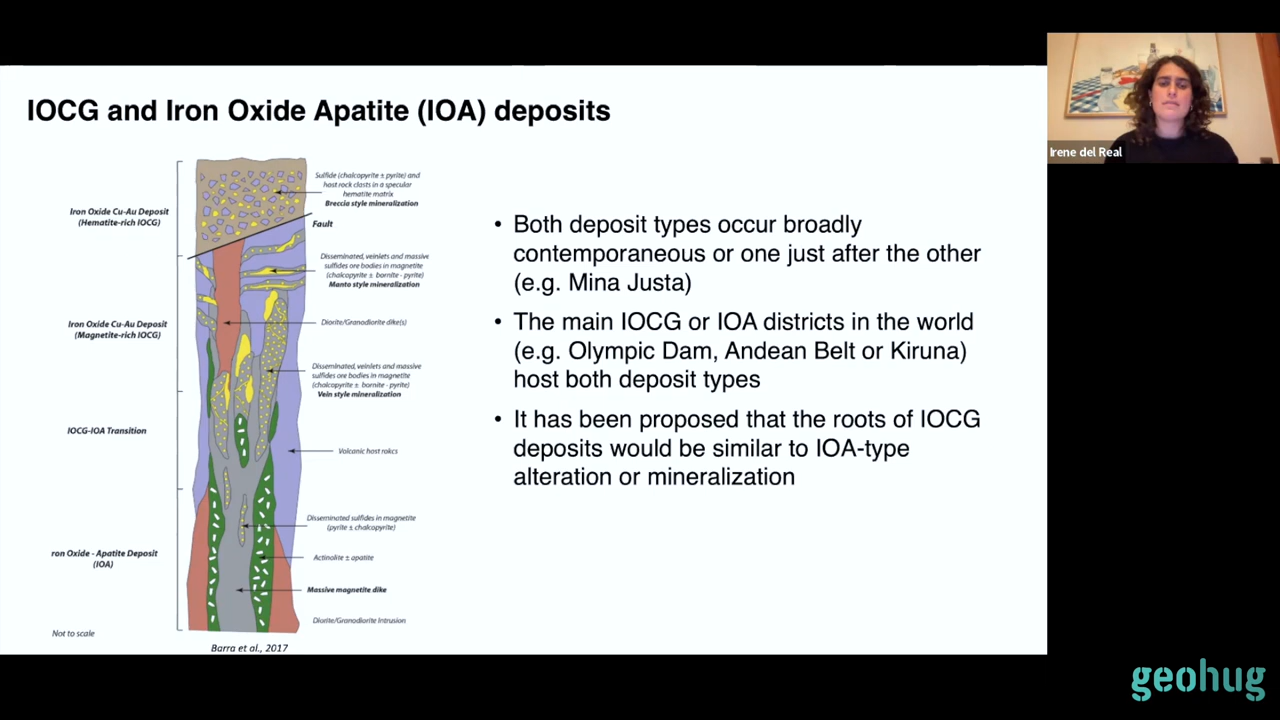 IOCG and Iron Oxide Apatite (IOA) deposits
Iron Oxide Cu-Au Deposit
(Hematite-rich IOCG)
Iron Oxide Cu-Au Deposit
(Magnetite-rich IOCG)
IOCG-IOA Transition
ron Oxide - Apatite Deposit
(IOA)
Not to scale
Sulfide (chalcopyrite ± pyrite) and
host rock clasts in a specular
hematite matrix
Breccia style mineralization
Fault
Disseminated, veinlets and massive
sulfides ore bodies in magnetite
(chalcopyrite ± bornite - pyrite)
Manto style mineralization
Diorite/Granodiorite dike(s)
Disseminated, veinlets and massive
sulfides ore bodies in magnetite
(chalcopyrite ± bornite - pyrite)
Vein style mineralization
Volcanic host rokcs
Disseminated sulfides in magnetite
(pyrite ± chalcopyrite)
Actinolite ± apatite
Massive magnetite dike
Diorite/Granodiorite Intrusion
Barra et al., 2017
• Both deposit types occur broadly
contemporaneous or one just after the other
(e.g. Mina Justa)
• The main IOCG or IOA districts in the world
(e.g. Olympic Dam, Andean Belt or Kiruna)
host both deposit types
• It has been proposed that the roots of IOCG
deposits would be similar to IOA-type
alteration or mineralization
Irene del Real
geohug